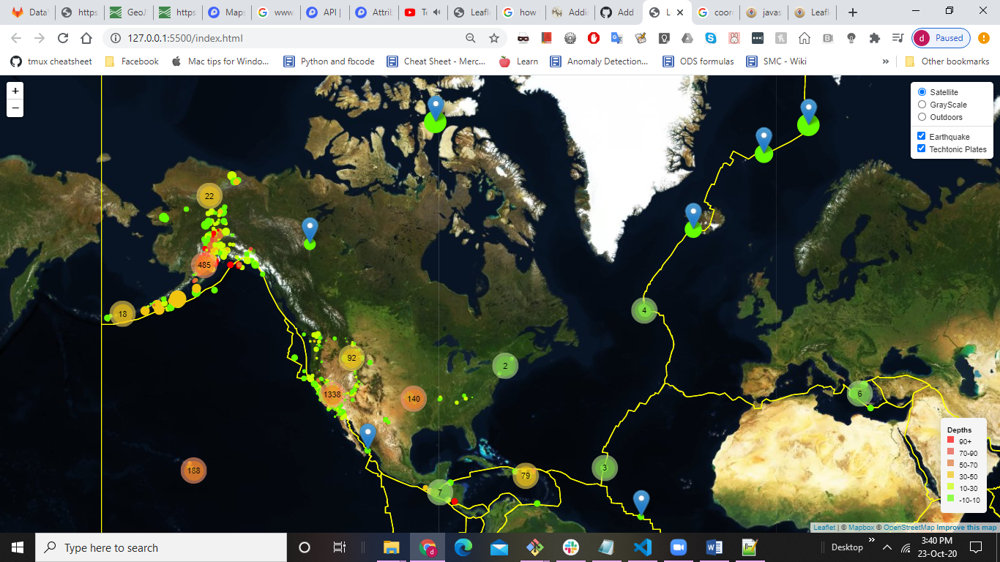 Data
https
GeoJ
https
Maps
www.
API |
Attrib
Te
Leafle
how
Addi
Add
Le
coor
javas
Leafl
127.0.0.1:5500/index.html
d
Paused
tmux cheatsheet
Facebook
Mac tips for Windo...
Python and fbcode
Cheat Sheet - Merc...
Learn
Anomaly Detection...
ODS formulas
SMC - Wiki
»
Other bookmarks
+
−
Satellite
GrayScale
Outdoors
Earthquake
Techtonic Plates
22
485
18
4
92
2
1338
140
6
188
3
79
7
Depths
90+
70-90
50-70
30-50
10-30
-10-10
Leaflet | © Mapbox © OpenStreetMap Improve this map
Type here to search
Desktop
»
3:40 PM
23-Oct-20